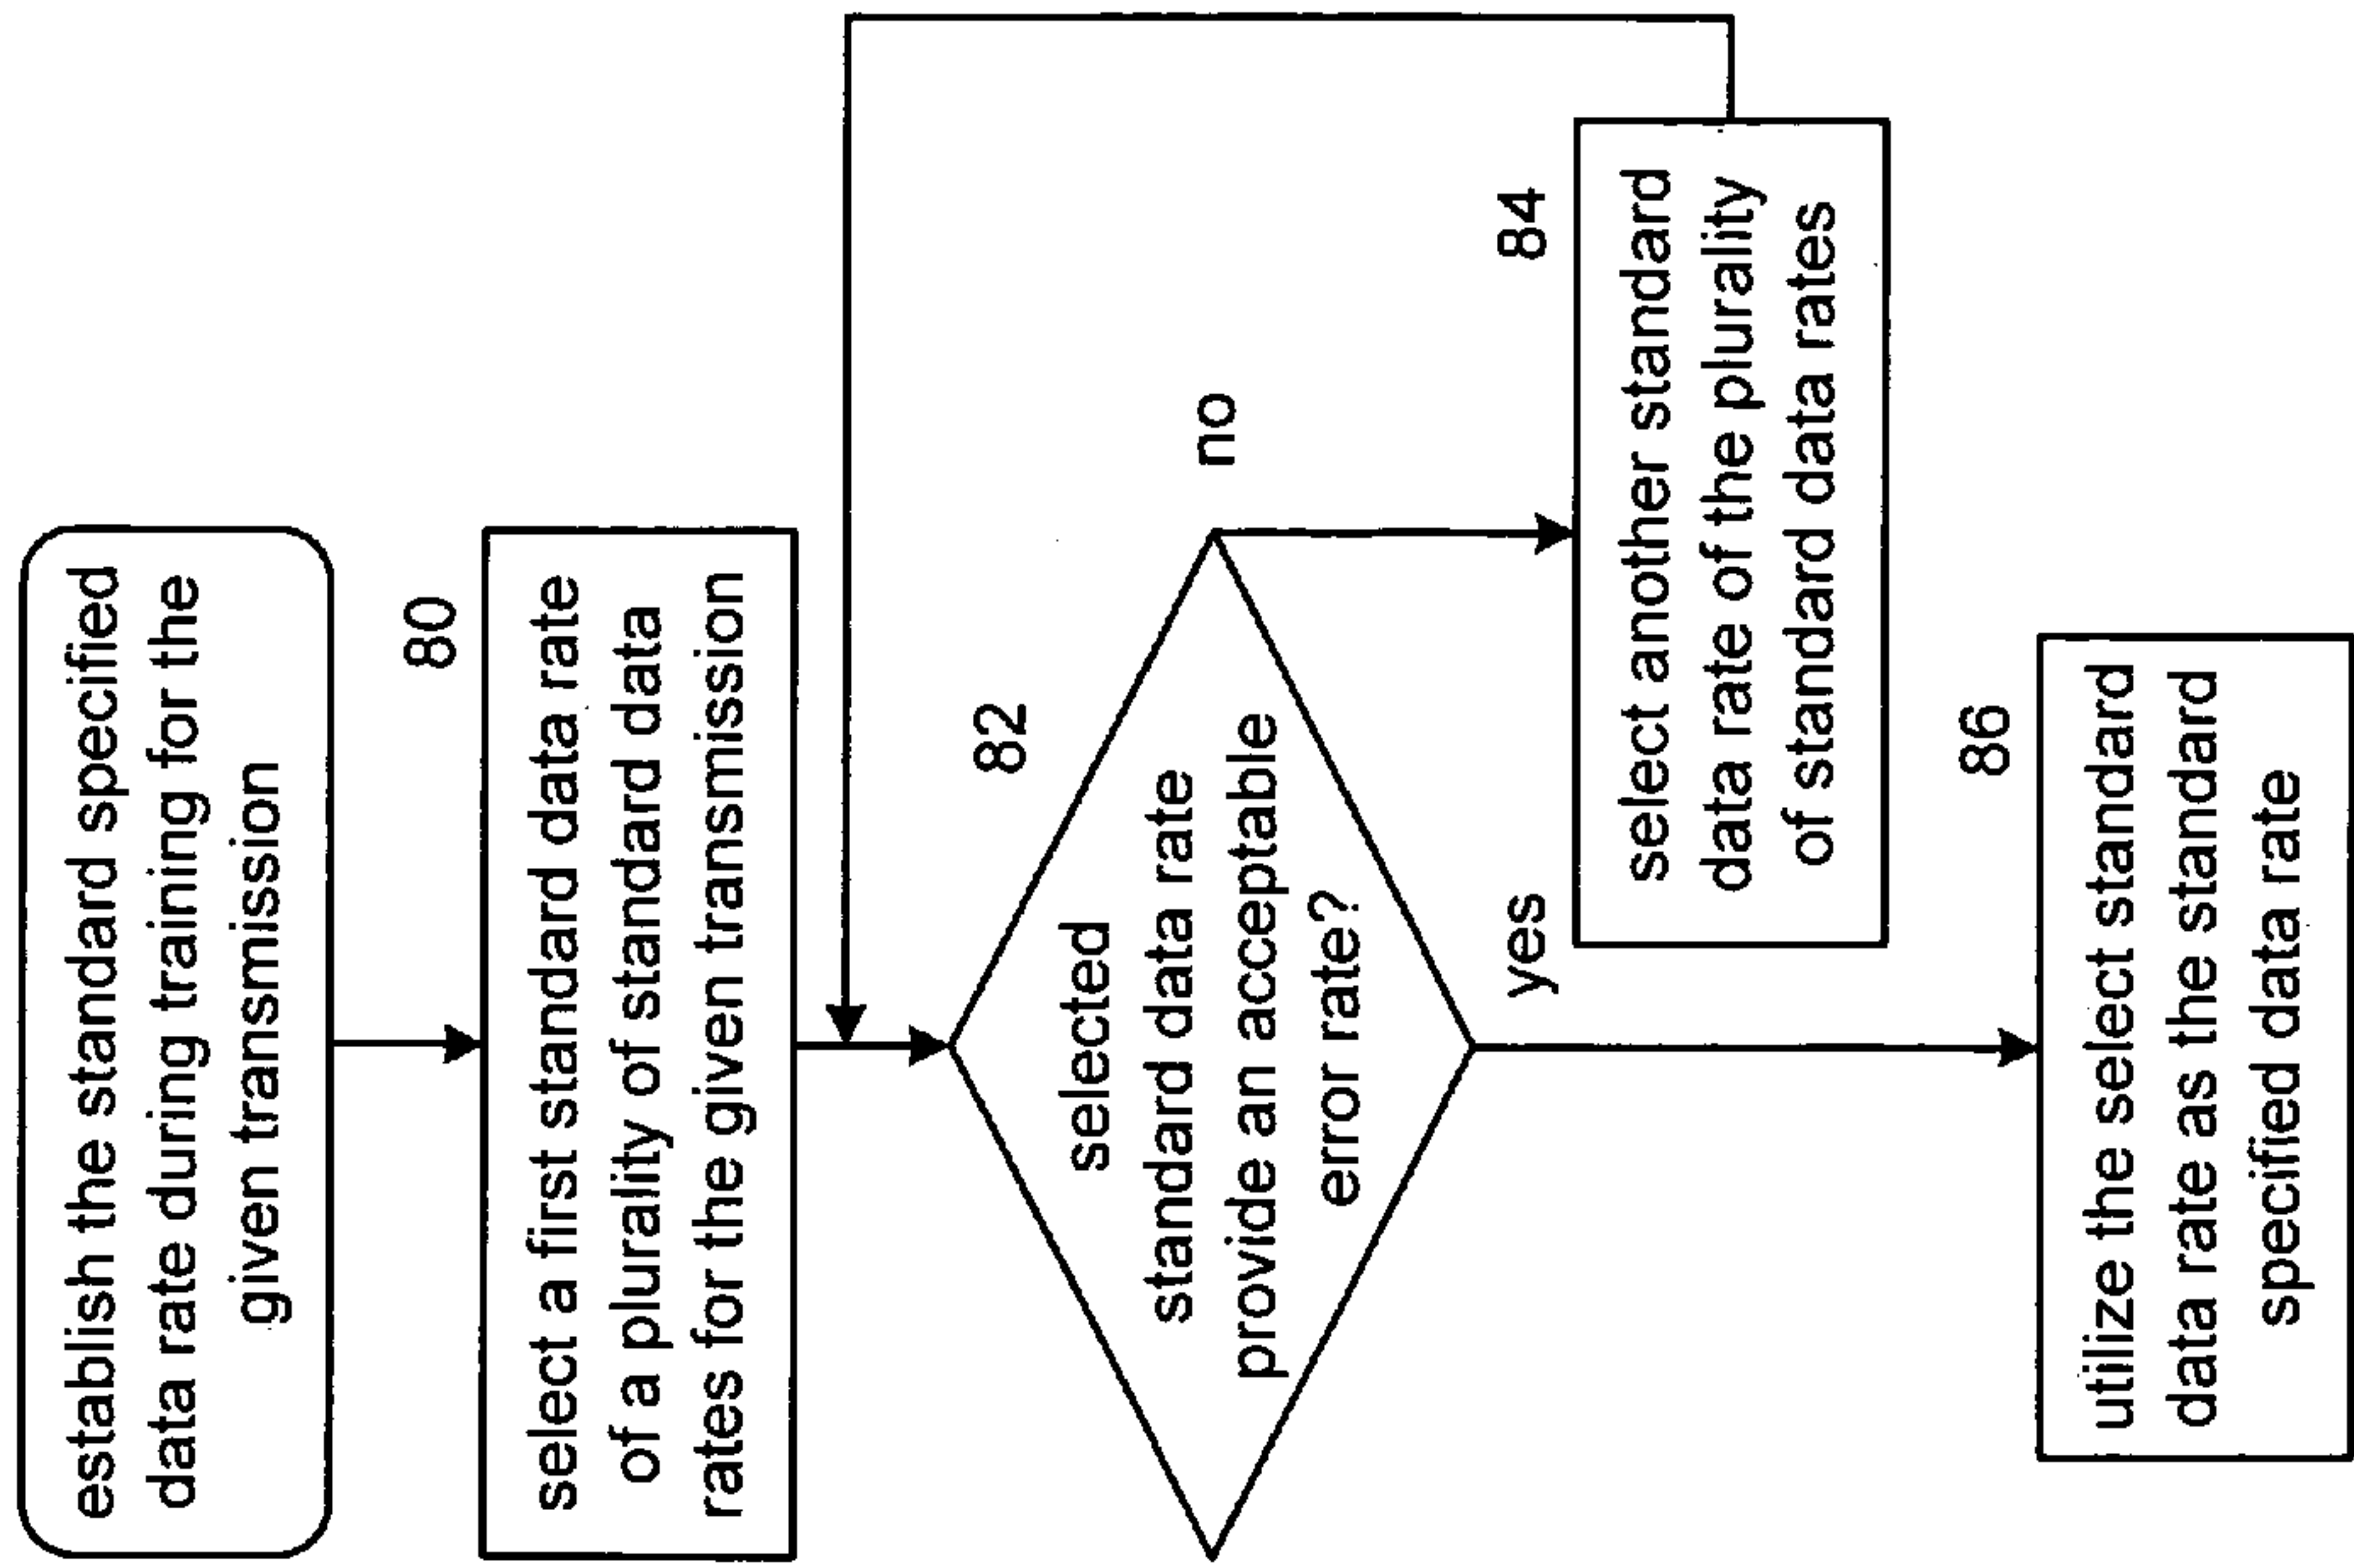 establish the standard specified
data rate during training for the
given transmission
80
select a first standard data rate
of a plurality of standard data
rates for the given transmission
82
selected
standard data rate
provide an acceptable
error rate?
no
yes
84
select another standard
data rate of the plurality
of standard data rates
86
utilize the select standard
data rate as the standard
specified data rate